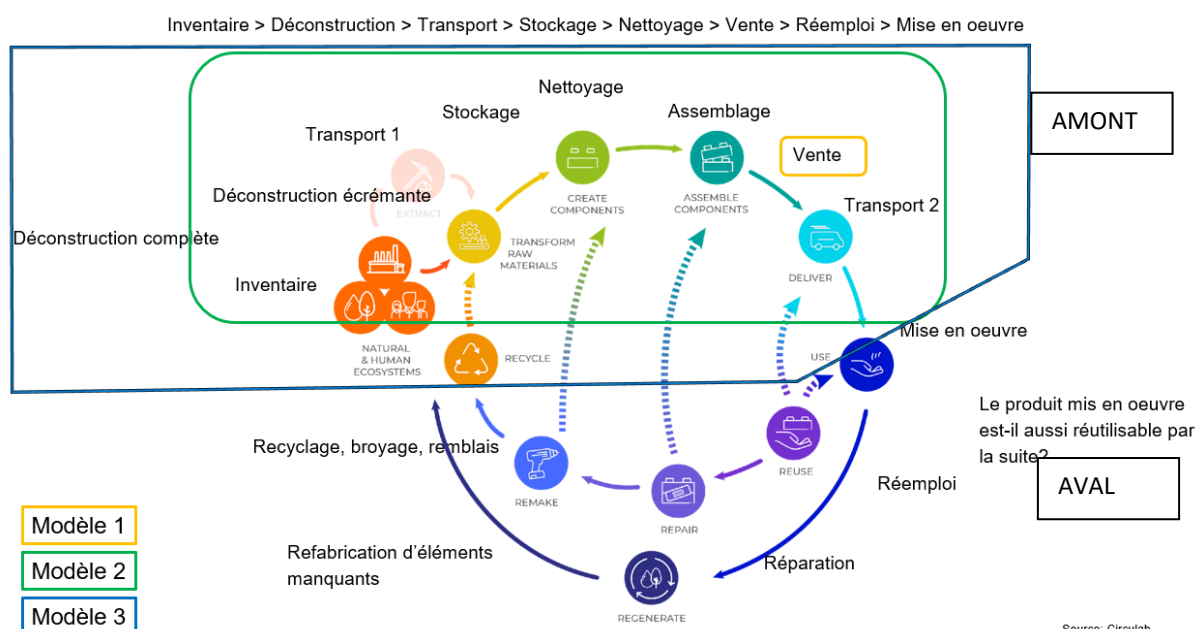 Inventaire > Déconstruction > Transport > Stockage > Nettoyage > Vente > Réemploi > Mise en oeuvre
Nettoyage
Stockage
Assemblage
AMONT
Transport 1
Vente
Déconstruction écrémante
CREATE
COMPONENTS
ASSEMBLE
COMPONENTS
Transport 2
EXTRACT
Déconstruction complète
TRANSFORM
RAW
MATERIALS
DELIVER
Inventaire
Mise en oeuvre
NATURAL
& HUMAN
ECOSYSTEMS
RECYCLE
USE
Le produit mis en oeuvre
est-il aussi réutilisable par
la suite?
Recyclage, broyage, remblais
REUSE
AVAL
Réemploi
REMAKE
REPAIR
Modèle 1
Refabrication d’éléments
manquants
Réparation
Modèle 2
REGENERATE
Modèle 3
Source: Circulab